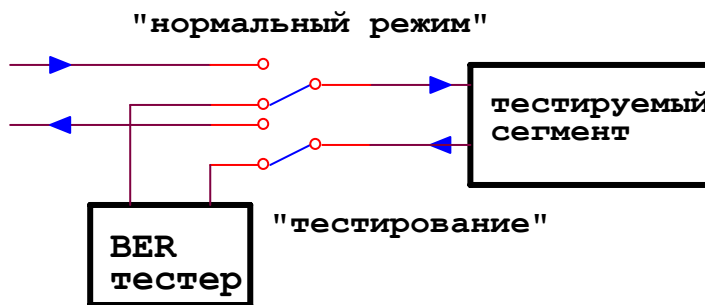 "нормальный режим"
тестируемый
сегмент
"тестирование"
BER
тестер